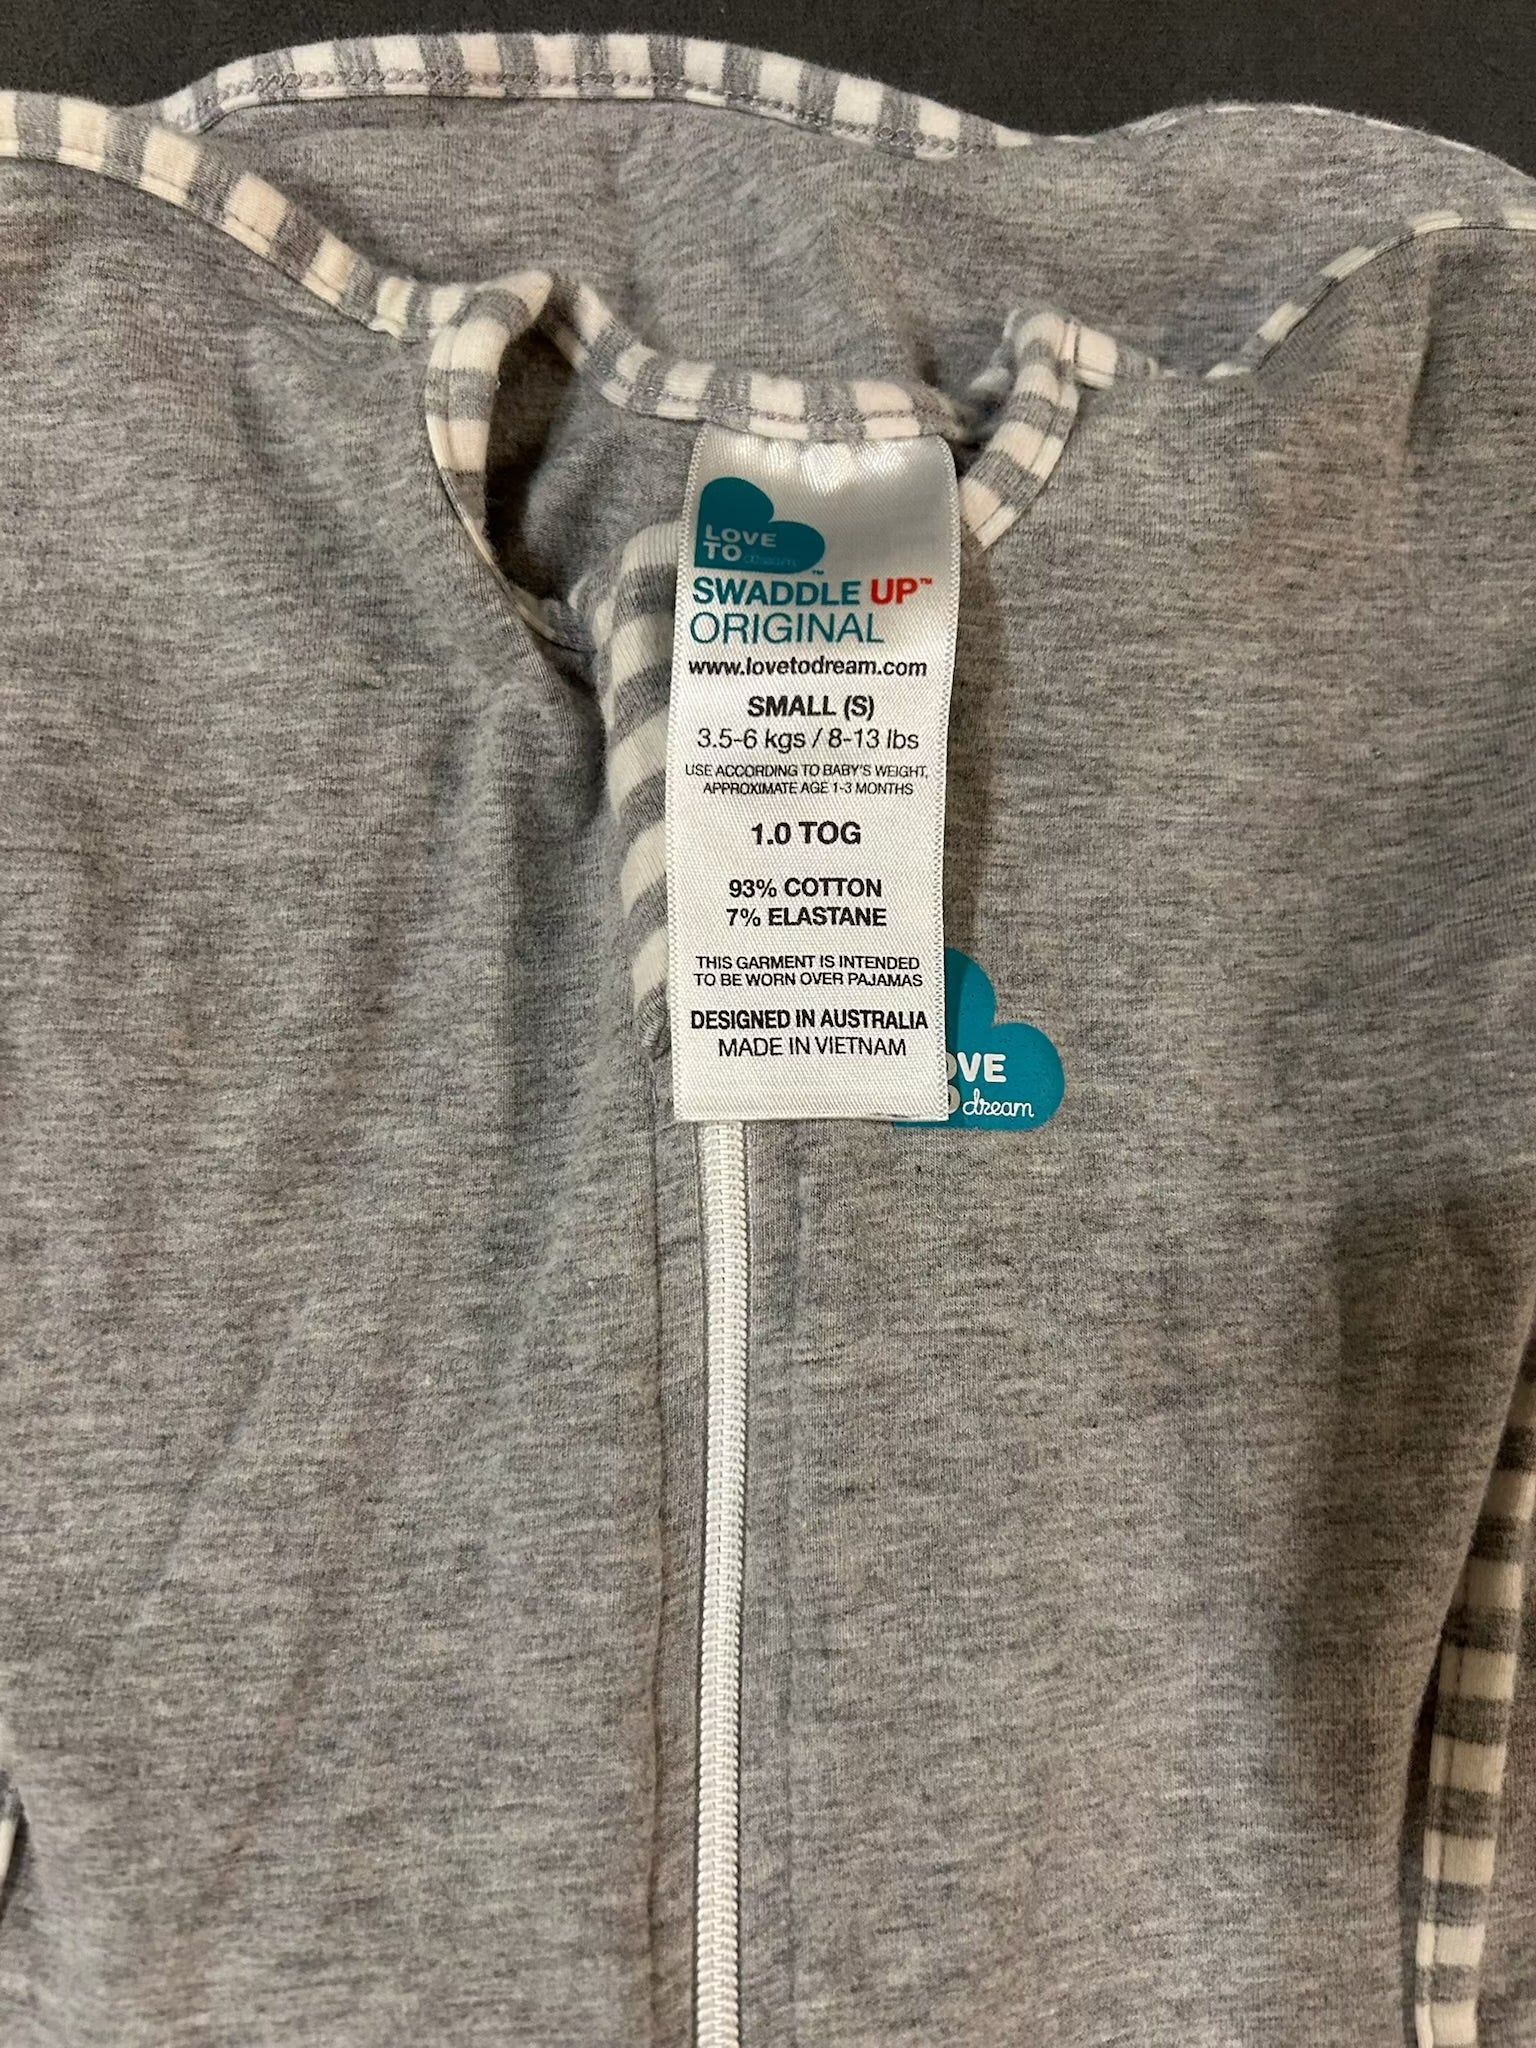 LOVE
TO dream
SWADDLE UP™
ORIGINAL
www.lovetodream.com
SMALL (S)
3.5-6 kgs / 8-13 lbs
USE ACCORDING TO BABY'S WEIGHT,
APPROXIMATE AGE 1-3 MONTHS
1.0 TOG
93% COTTON
7% ELASTANE
THIS GARMENT IS INTENDED
TO BE WORN OVER PAJAMAS
DESIGNED IN AUSTRALIA
MADE IN VIETNAM
OVE
O dream